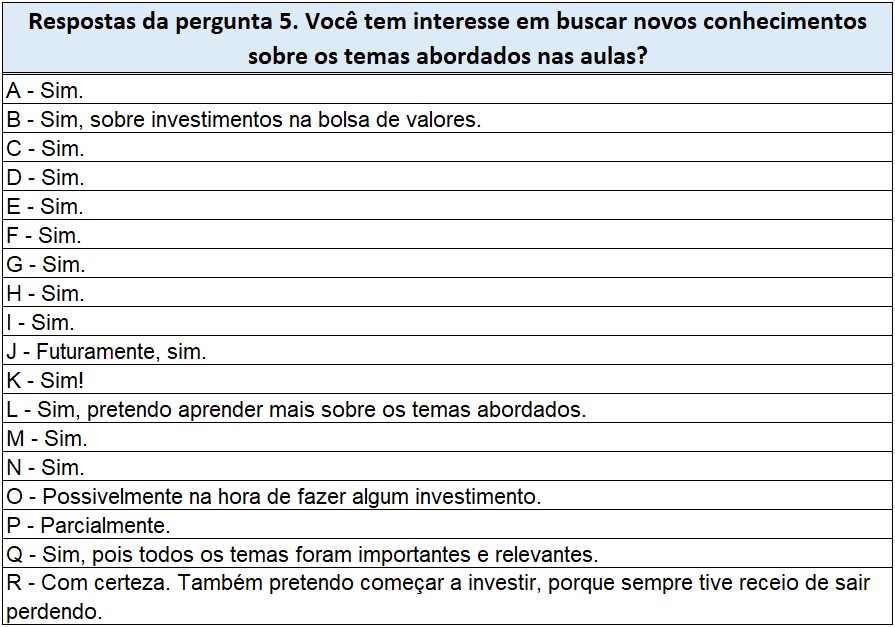 Respostas da pergunta 5. Você tem interesse em buscar novos conhecimentos
sobre os temas abordados nas aulas?
A - Sim.
B - Sim, sobre investimentos na bolsa de valores.
C - Sim.
D - Sim.
E - Sim.
F - Sim.
G - Sim.
H - Sim.
I - Sim.
J - Futuramente, sim.
K - Sim!
L - Sim, pretendo aprender mais sobre os temas abordados.
M - Sim.
N - Sim.
O - Possivelmente na hora de fazer algum investimento.
P - Parcialmente.
Q - Sim, pois todos os temas foram importantes e relevantes.
R - Com certeza. Também pretendo começar a investir, porque sempre tive receio de sair
perdendo.